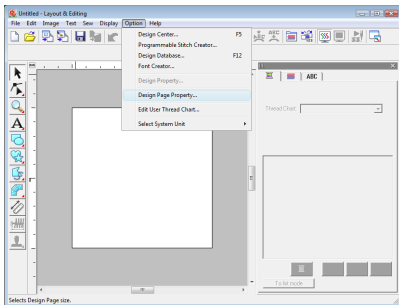 Untitled - Layout & Editing
File Edit Image Text Sew Display Option Help
Design Center... F5
Programmable Stitch Creator...
Design Database... F12
Font Creator...
Design Property...
Design Page Property...
Edit User Thread Chart...
Select System Unit
ABC
Thread Chart
A
To list mode
Selects Design Page size.